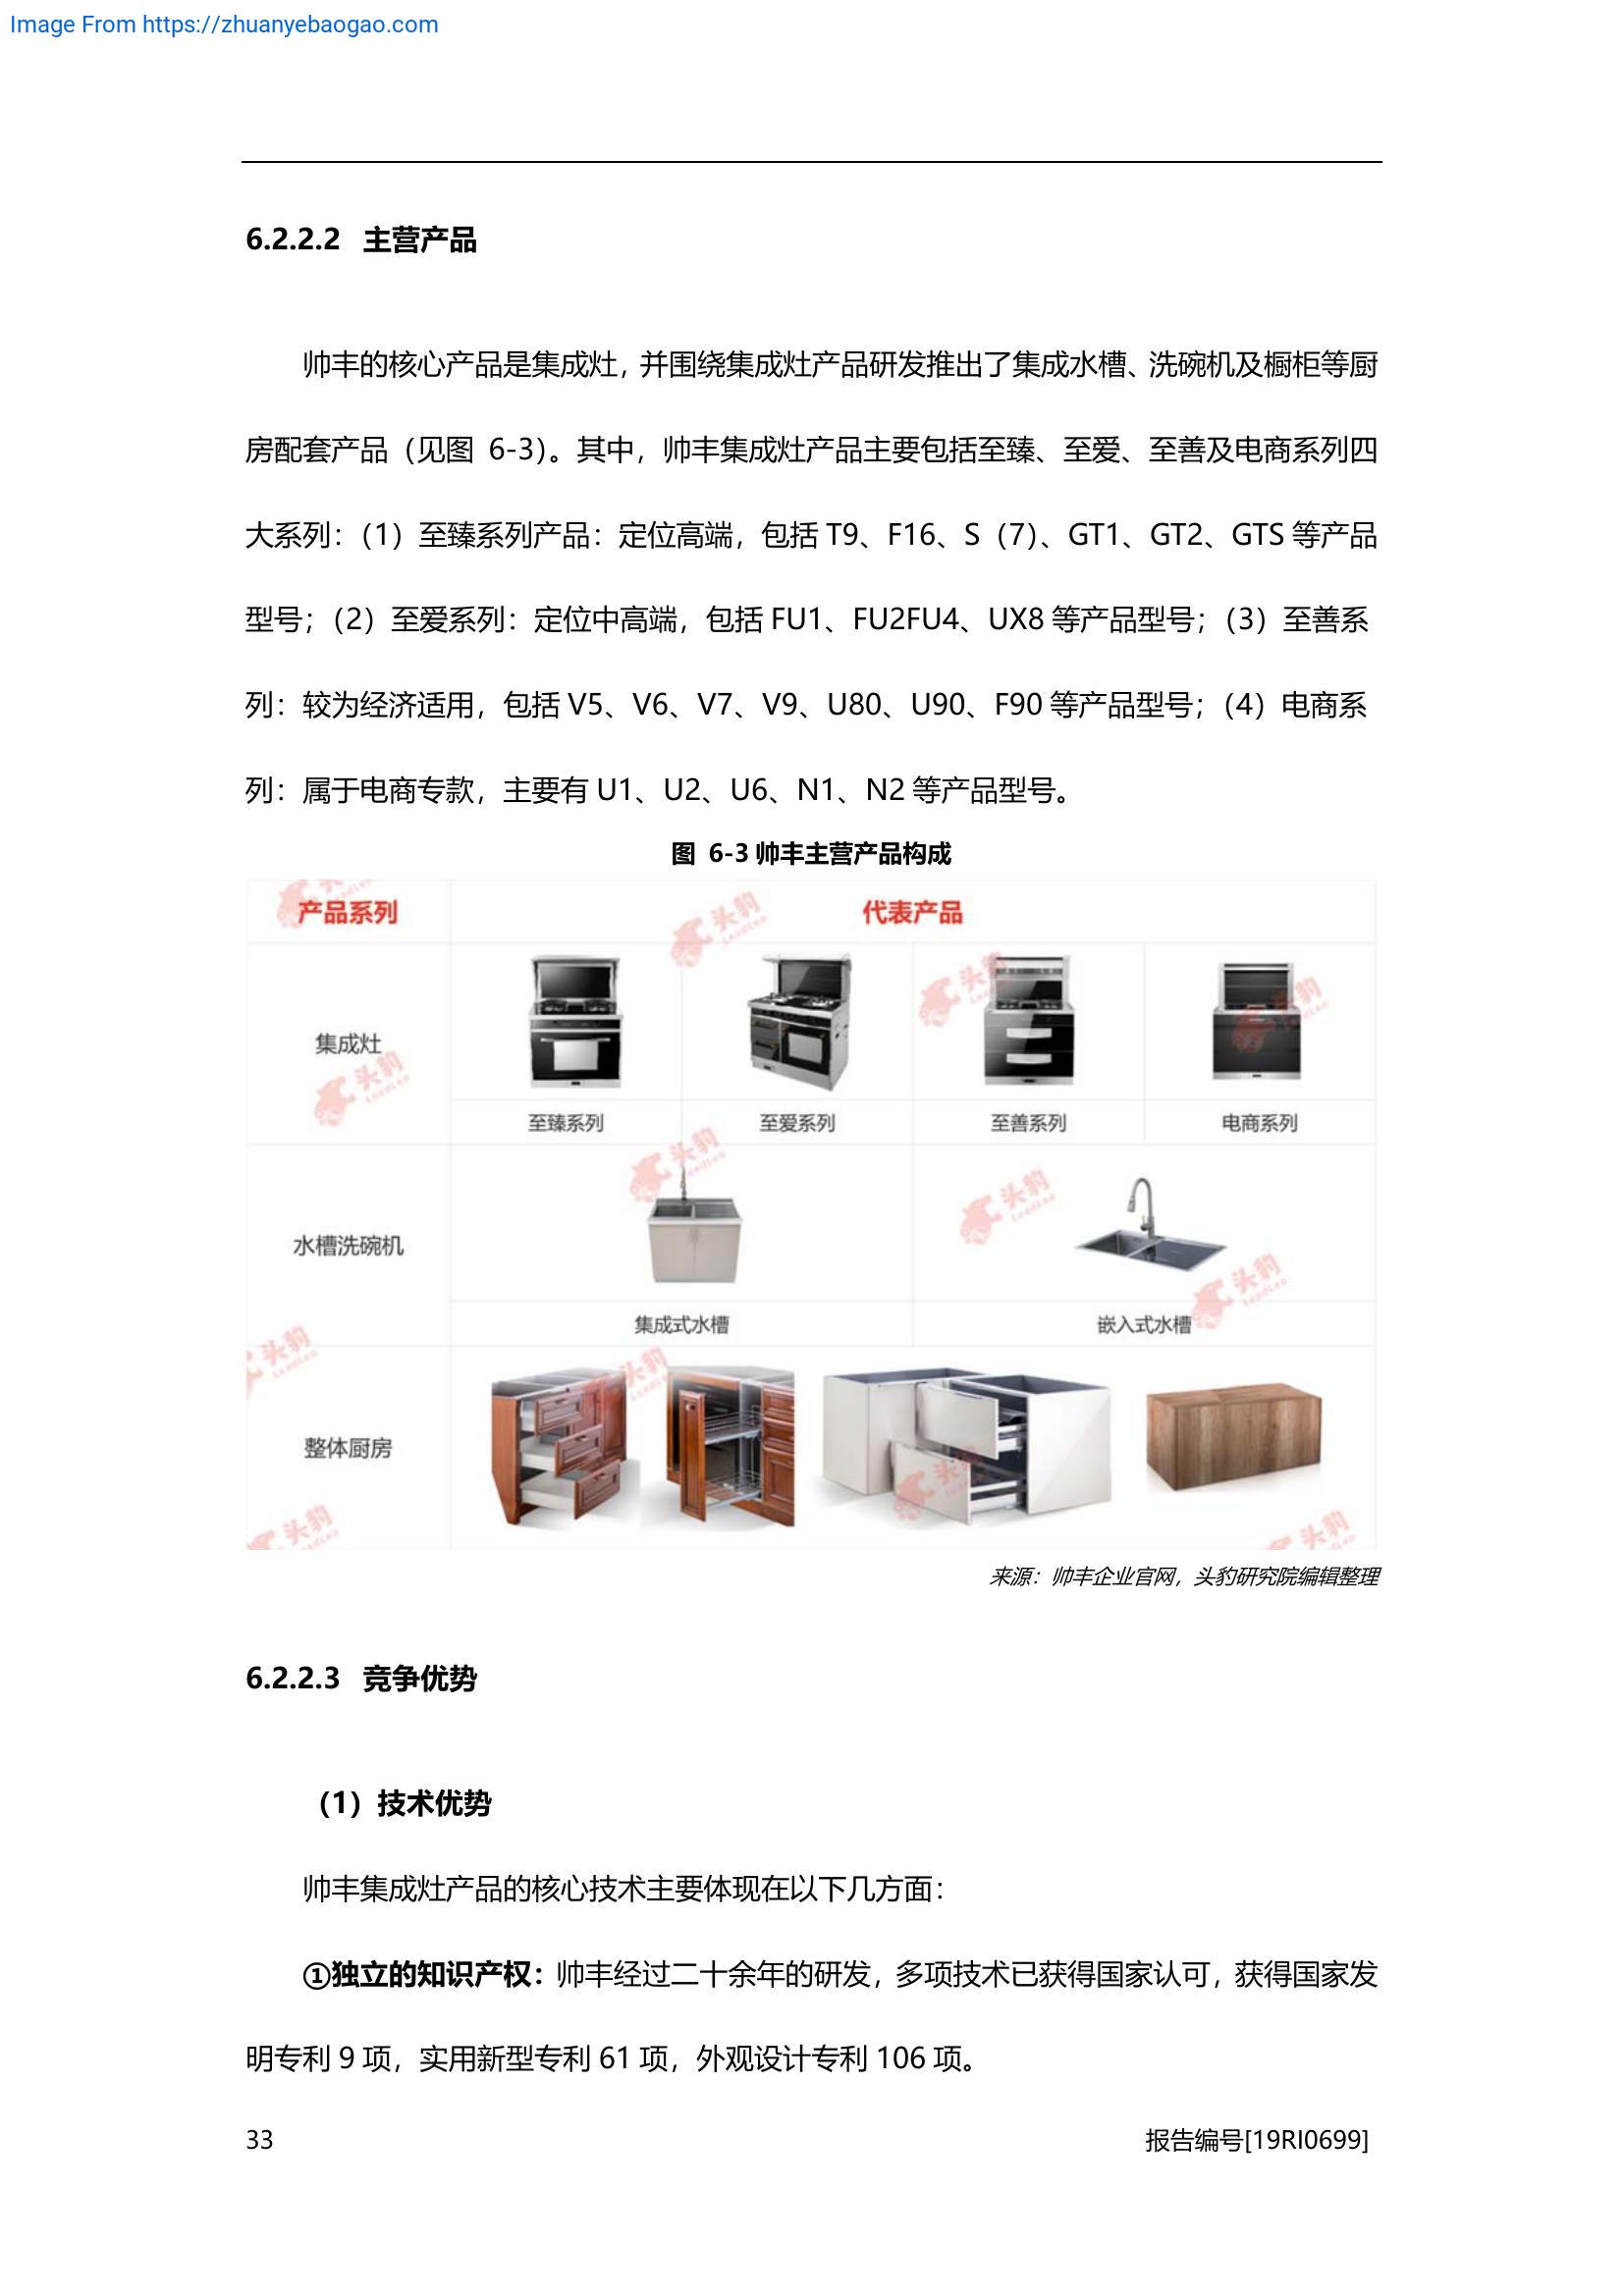 Image From https://zhuanyebaogao.com
6.2.2.2 主营产品
帅丰的核心产品是集成灶，并围绕集成灶产品研发推出了集成水槽、洗碗机及橱柜等厨
房配套产品（见图 6-3）。其中，帅丰集成灶产品主要包括至臻、至爱、至善及电商系列四
大系列：（1）至臻系列产品：定位高端，包括 T9、F16、S（7）、GT1、GT2、GTS 等产品
型号；（2）至爱系列：定位中高端，包括 FU1、FU2FU4、UX8 等产品型号；（3）至善系
列：较为经济适用，包括 V5、V6、V7、V9、U80、U90、F90 等产品型号；（4）电商系
列：属于电商专款，主要有 U1、U2、U6、N1、N2 等产品型号。
图 6-3 帅丰主营产品构成
产品系列 代表产品
集成灶
至臻系列 至爱系列 至善系列 电商系列
水槽洗碗机
集成式水槽 嵌入式水槽
整体厨房
头豹 LeadLeo
来源：帅丰企业官网，头豹研究院编辑整理
6.2.2.3 竞争优势
（1）技术优势
帅丰集成灶产品的核心技术主要体现在以下几方面：
①独立的知识产权：帅丰经过二十余年的研发，多项技术已获得国家认可，获得国家发
明专利 9 项，实用新型专利 61 项，外观设计专利 106 项。
33 报告编号[19RI0699]